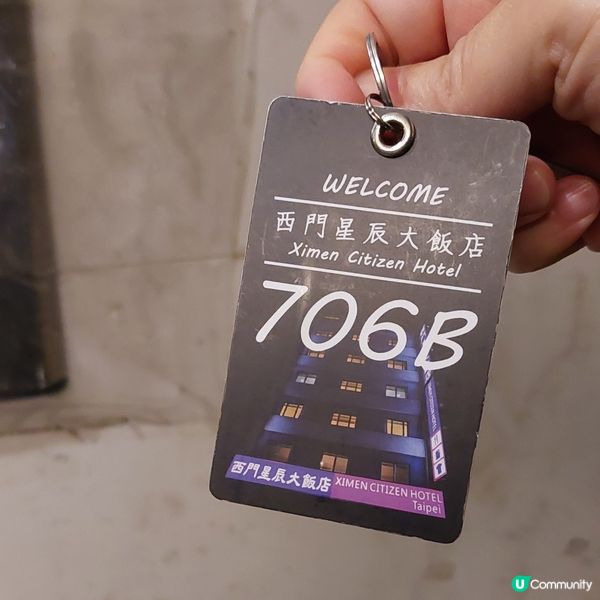 WELCOME
西門星辰大飯店
Ximen Citizen Hotel
706B
西門星辰大飯店 XIMEN CITIZEN HOTEL
Taipei
U Community